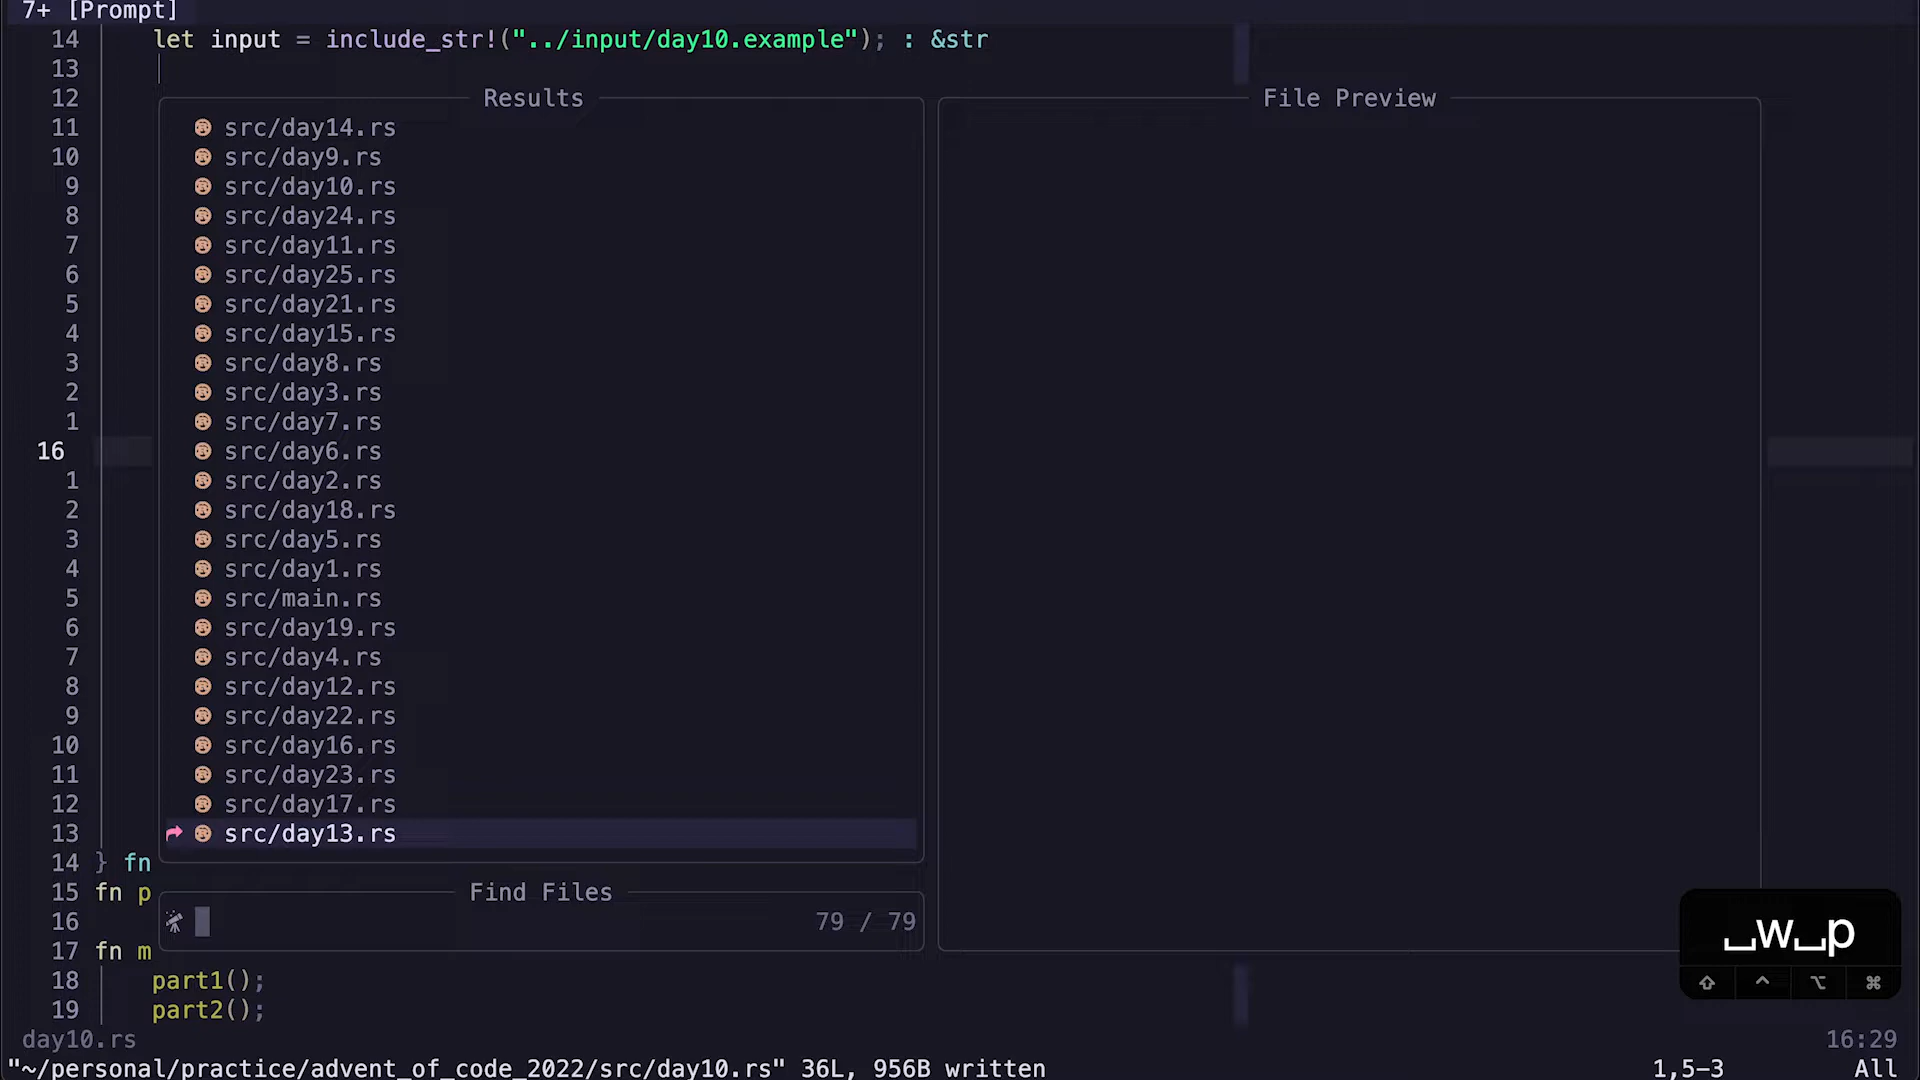 7+ [Prompt]
14 let input = include_str!("../input/day10.example"); : &str
13
12 Results File Preview
11 src/day14.rs
10 src/day9.rs
9 src/day10.rs
8 src/day24.rs
7 src/day11.rs
6 src/day25.rs
5 src/day21.rs
4 src/day15.rs
3 src/day8.rs
2 src/day3.rs
1 src/day7.rs
16 src/day6.rs
1 src/day2.rs
2 src/day18.rs
3 src/day5.rs
4 src/day1.rs
5 src/main.rs
6 src/day19.rs
7 src/day4.rs
8 src/day12.rs
9 src/day22.rs
10 src/day16.rs
11 src/day23.rs
12 src/day17.rs
13 src/day13.rs
14 } fn
15 fn p Find Files
16 79 / 79
17 fn m
18 part1();
19 part2();
␣w␣p
⇧ ^ ⌥ ⌘
day10.rs 16:29
"~/personal/practice/advent_of_code_2022/src/day10.rs" 36L, 956B written 1,5-3 All